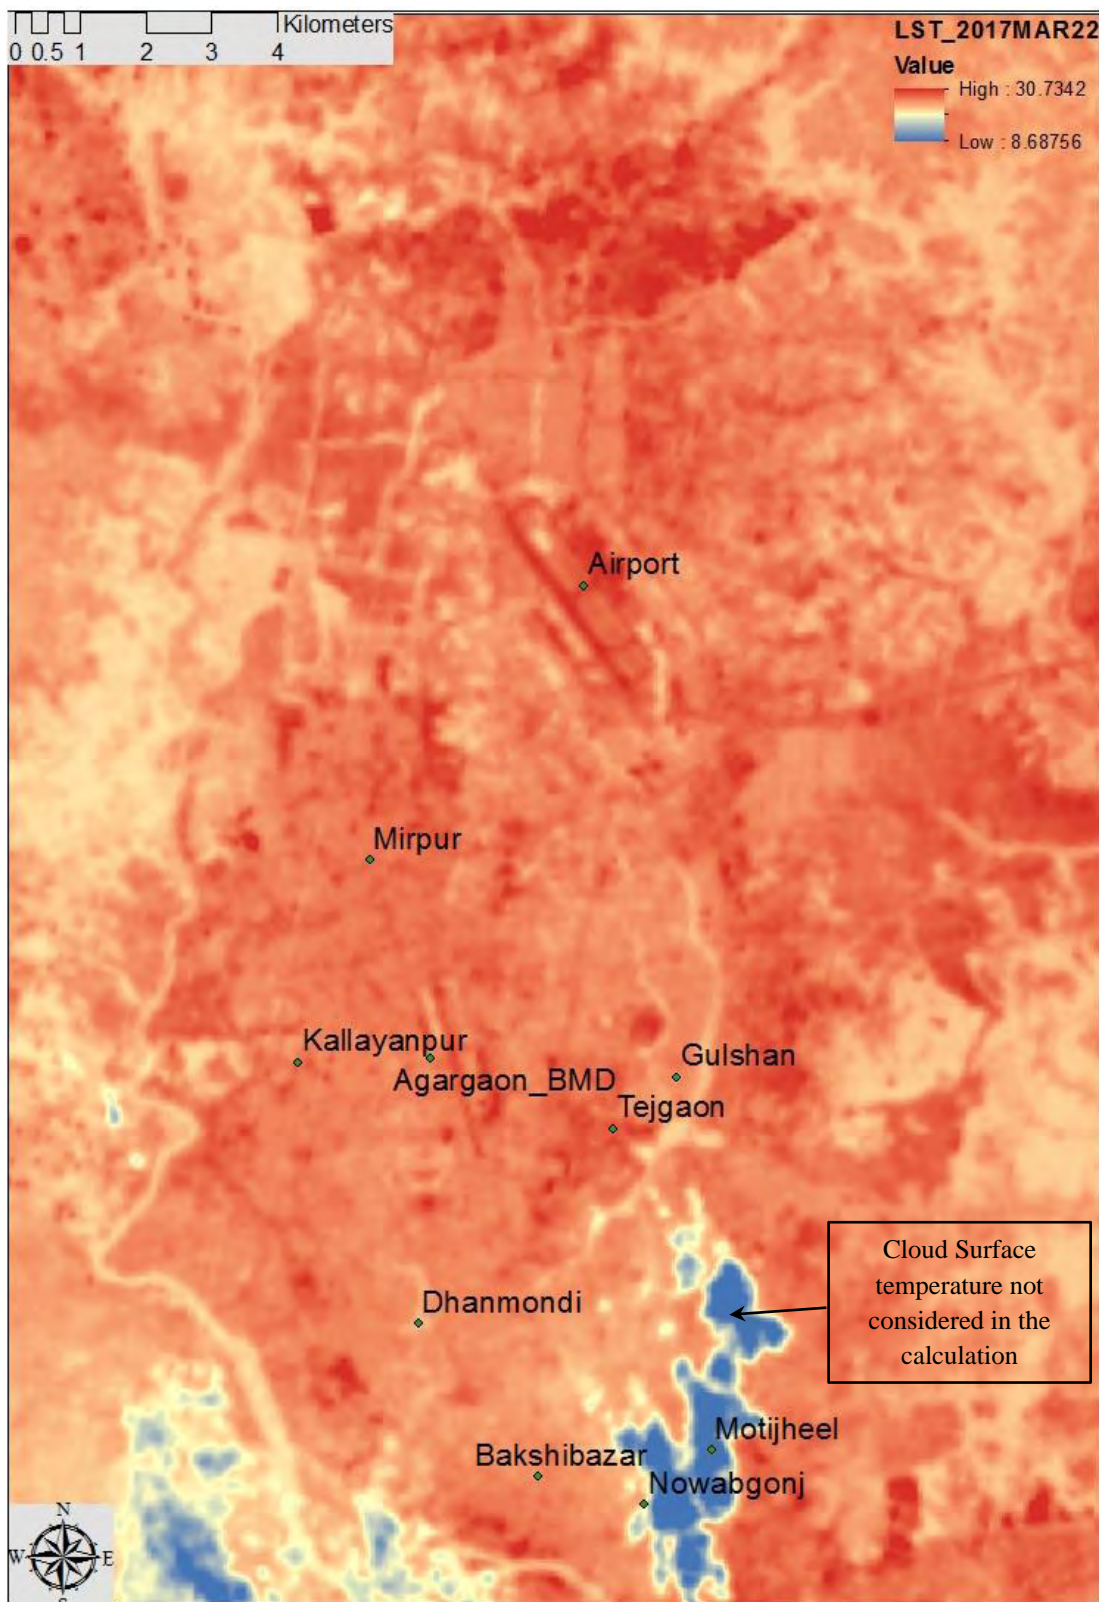 Kilometers
0 0.5 1 2 3 4
LST_2017MAR22
Value
High : 30.7342
Low : 8.68756
Airport
Mirpur
Kallayanpur
Agargaon_BMD
Gulshan
Tejgaon
Cloud Surface
temperature not
considered in the
calculation
Dhanmondi
Motijheel
Bakshibazar
Nowabgonj
N
W E
S